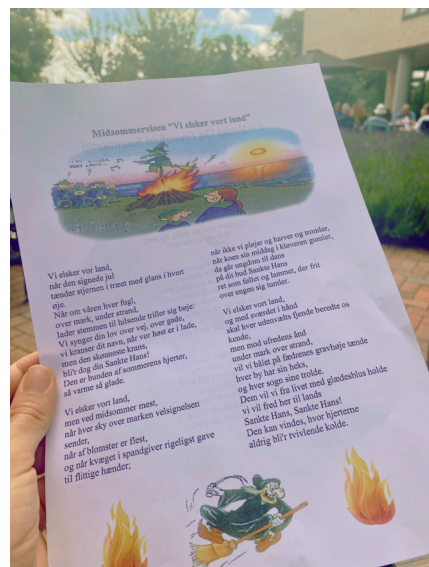 Midsommervisen "Vi elsker vort land"
VORT LAND...
Vi elsker vor land,
når den signede jul
tænder stjernen i træet med glans i hvert
øje.
Når om våren hver fugl,
over mark, under strand,
lader stemmen til hilsende triller sig bøje:
Vi synger din lov over vej, over gade,
vi kranser dit navn, når vor høst er i lade,
men den skønneste krans,
bli'r dog din Sankte Hans!
Den er bunden af sommerens hjerter,
så varme så glade.
Vi elsker vort land,
men ved midsommer mest,
når hver sky over marken velsignelsen
sender,
når af blomster er flest,
og når kvæget i spandgiver rigeligst gave
til flittige hænder;
når ikke vi pløjer og harver og tromler,
når koen sin middag i kløveren gumler,
da går ungdom til dans
på dit bud Sankte Hans
ret som føllet og lammet, der frit
over engen sig tumler.
Vi elsker vort land,
og med sværdet i hånd
skal hver udenvælts fjende beredte os
kende,
men mod ufredens ånd
under mark over strand,
vil vi bålet på fædrenes gravhøje tænde
hver by har sin heks,
og hver sogn sine trolde.
Dem vil vi fra livet med glædesblus holde
vi vil fred her til lands
Sankte Hans, Sankte Hans!
Den kan vindes, hvor hjerterne
aldrig bli'r tvivlende kolde.